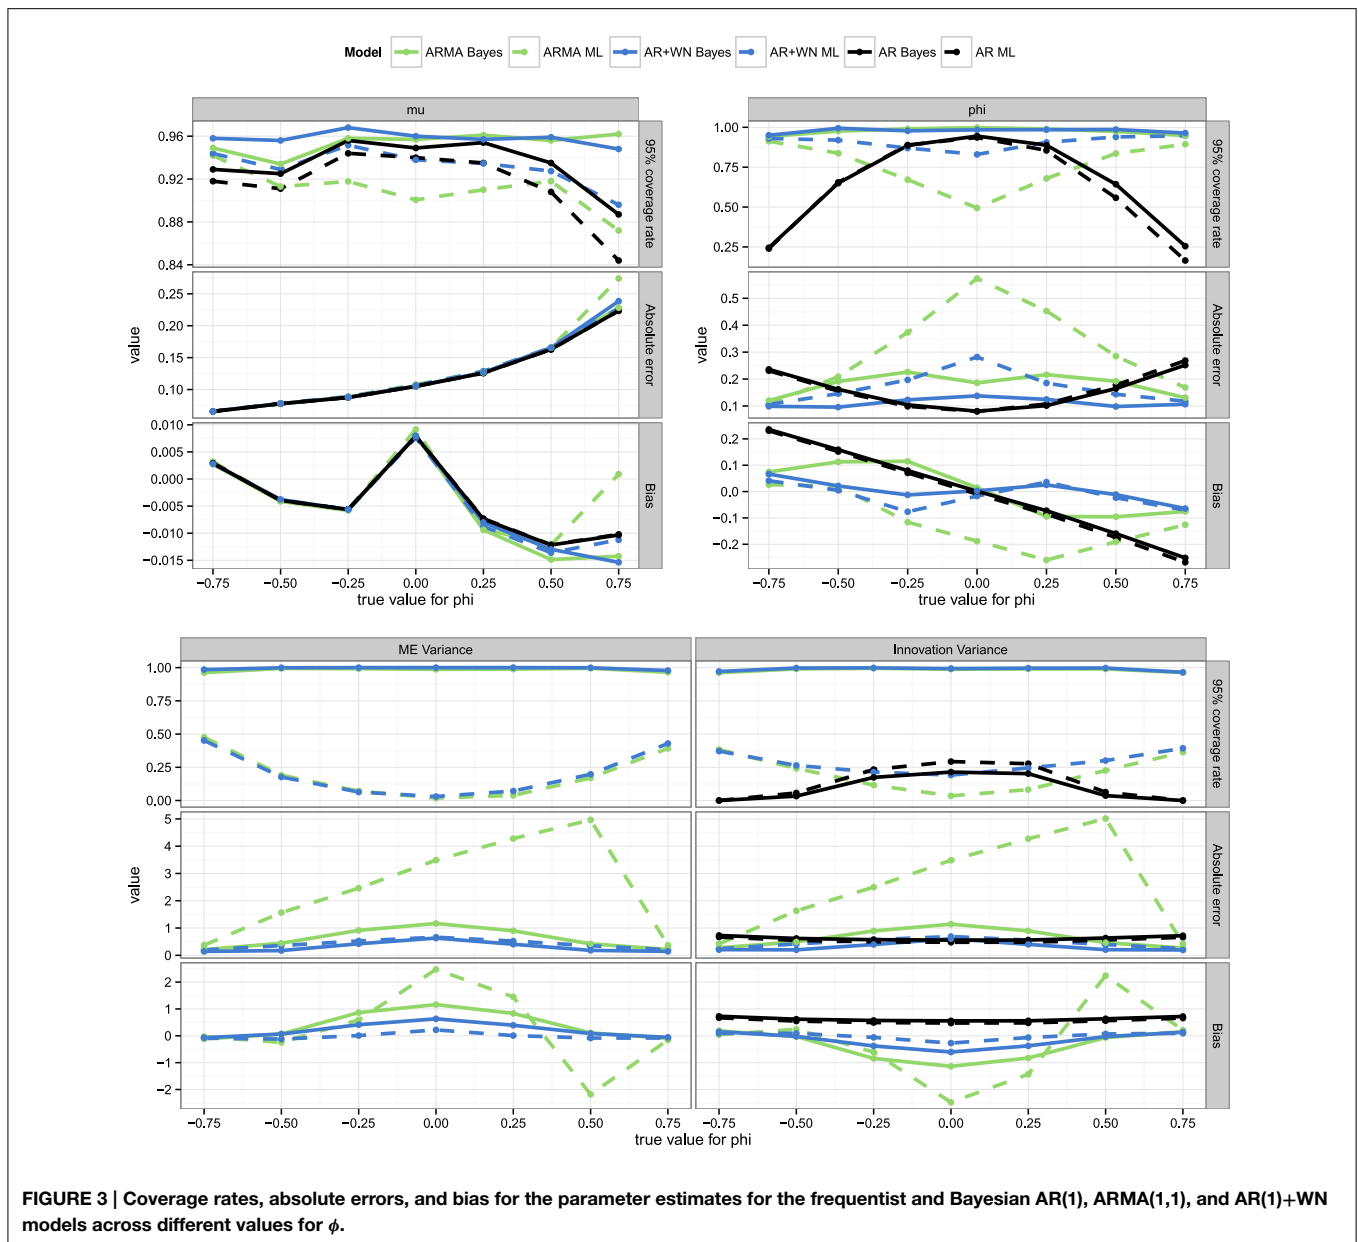 Model ARMA Bayes ARMA ML AR+WN Bayes AR+WN ML AR Bayes AR ML
mu
0.96
0.92
0.88
0.84
95% coverage rate
0.25
0.20
0.15
0.10
Absolute error
0.010
0.005
0.000
−0.005
−0.010
−0.015
Bias
value
−0.75 −0.50 −0.25 0.00 0.25 0.50 0.75
true value for phi
phi
1.00
0.75
0.50
0.25
95% coverage rate
0.5
0.4
0.3
0.2
0.1
Absolute error
0.2
0.1
0.0
−0.1
−0.2
Bias
value
−0.75 −0.50 −0.25 0.00 0.25 0.50 0.75
true value for phi
ME Variance Innovation Variance
1.00
0.75
0.50
0.25
0.00
95% coverage rate
5
4
3
2
1
0
Absolute error
2
1
0
−1
−2
Bias
value
−0.75 −0.50 −0.25 0.00 0.25 0.50 0.75 −0.75 −0.50 −0.25 0.00 0.25 0.50 0.75
true value for phi
FIGURE 3 | Coverage rates, absolute errors, and bias for the parameter estimates for the frequentist and Bayesian AR(1), ARMA(1,1), and AR(1)+WN
models across different values for ϕ.